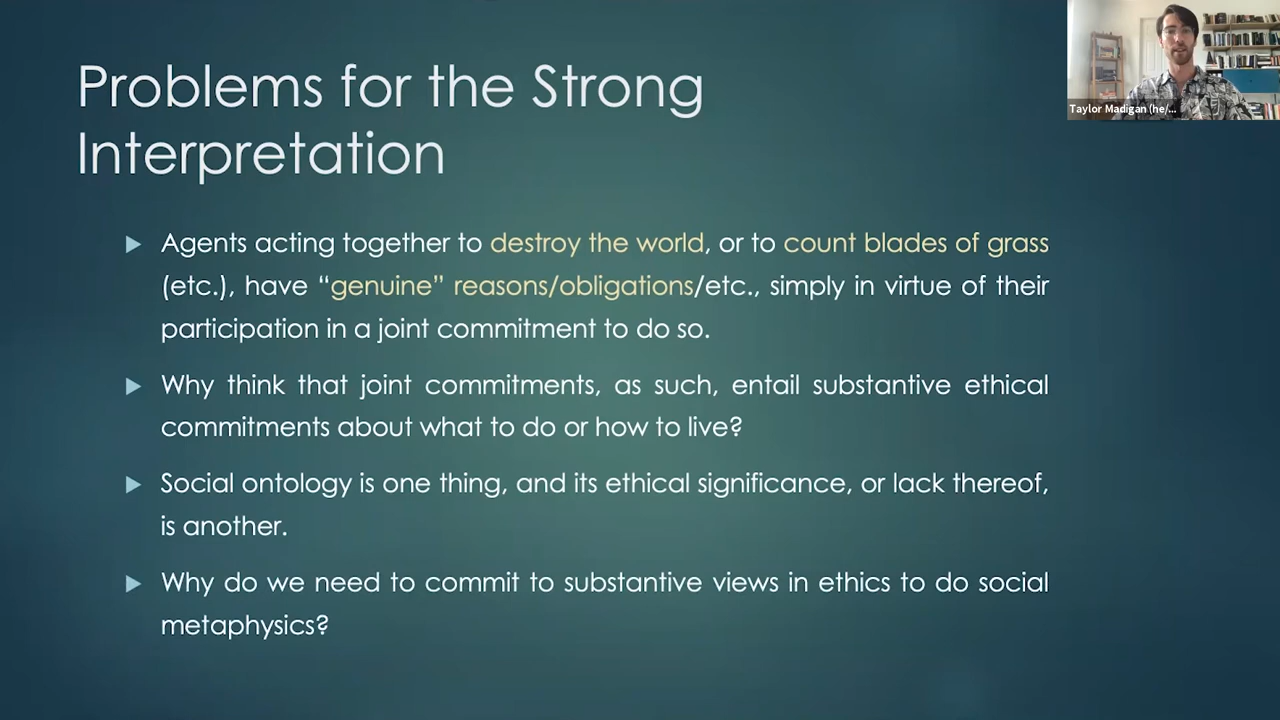 Problems for the Strong
Interpretation
Agents acting together to destroy the world, or to count blades of grass
(etc.), have “genuine” reasons/obligations/etc., simply in virtue of their
participation in a joint commitment to do so.
Why think that joint commitments, as such, entail substantive ethical
commitments about what to do or how to live?
Social ontology is one thing, and its ethical significance, or lack thereof,
is another.
Why do we need to commit to substantive views in ethics to do social
metaphysics?
Taylor Madigan (he/...